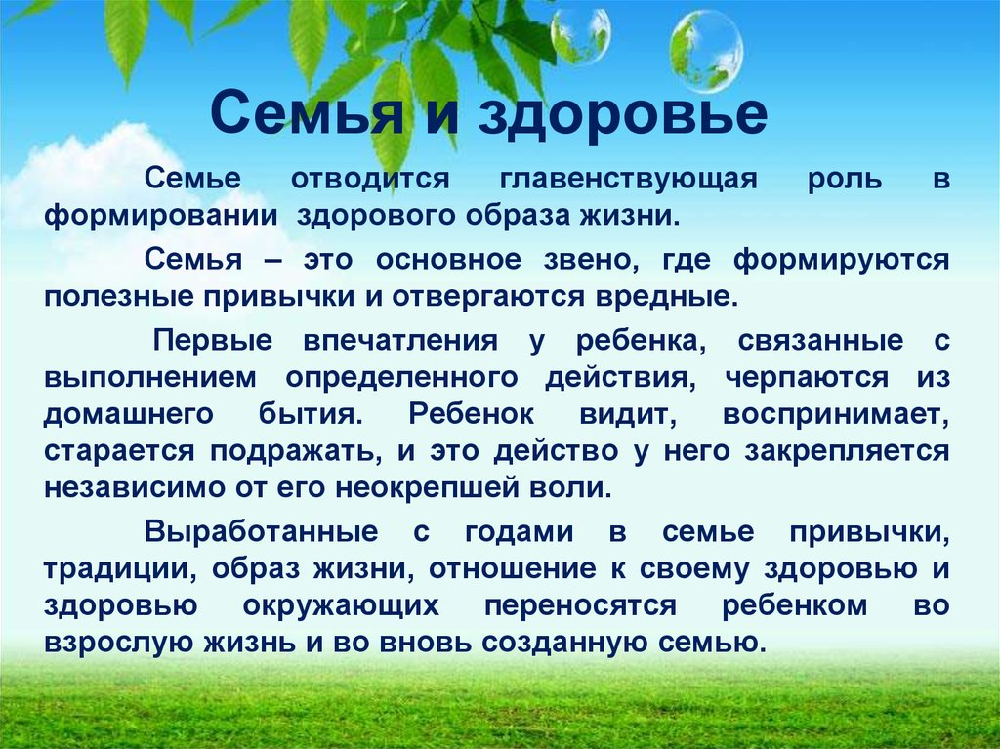 Семья и здоровье
Семье отводится главенствующая роль в
формировании здорового образа жизни.
Семья – это основное звено, где формируются
полезные привычки и отвергаются вредные.
Первые впечатления у ребенка, связанные с
выполнением определенного действия, черпаются из
домашнего бытия. Ребенок видит, воспринимает,
старается подражать, и это действо у него закрепляется
независимо от его неокрепшей воли.
Выработанные с годами в семье привычки,
традиции, образ жизни, отношение к своему здоровью и
здоровью окружающих переносятся ребенком во
взрослую жизнь и во вновь созданную семью.